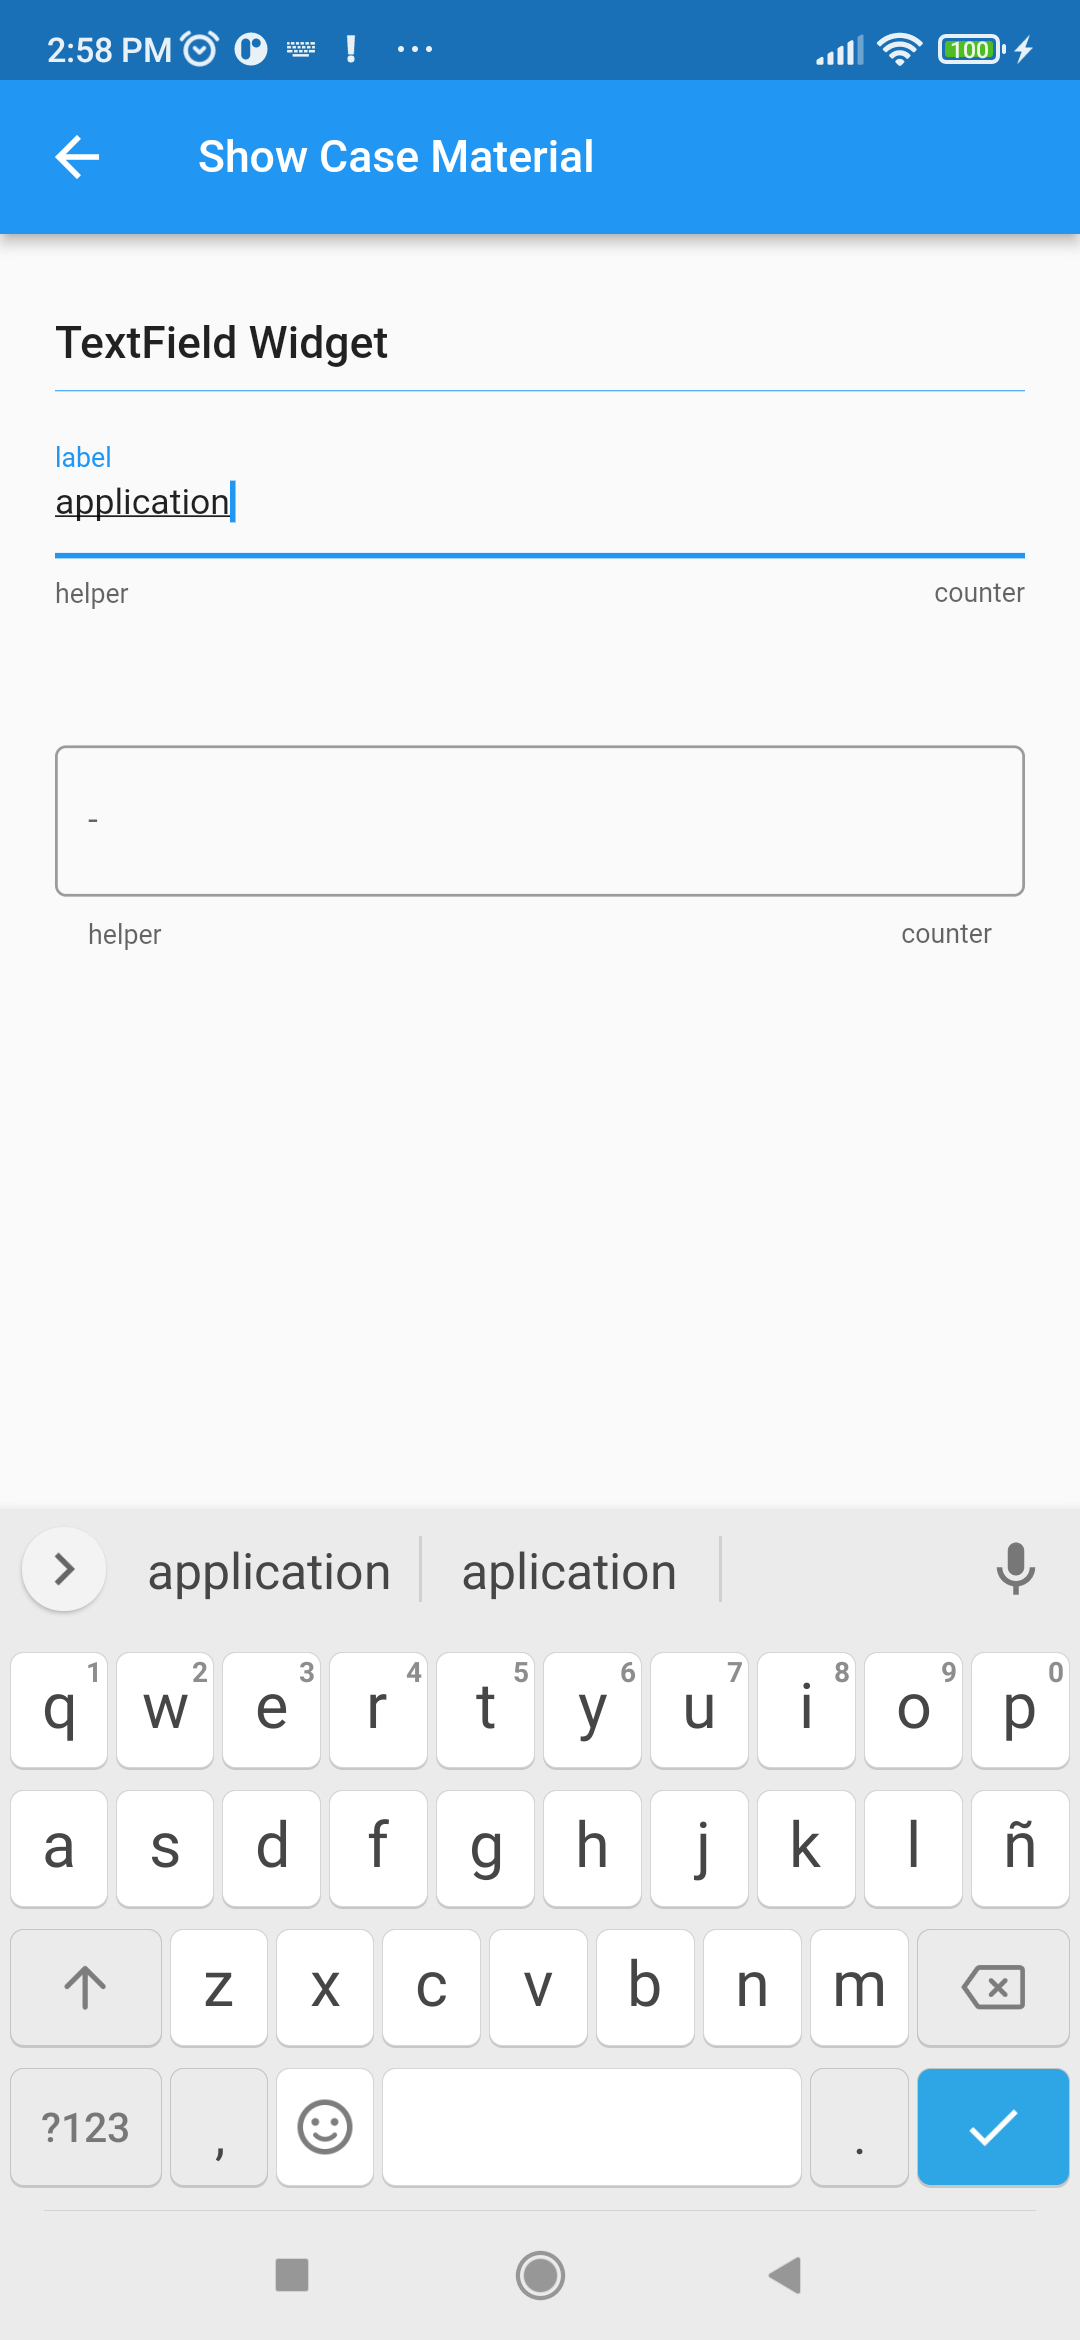 2:58 PM 100
Show Case Material
TextField Widget
label
application
helper counter
-
helper counter
application aplication
q1 w2 e3 r4 t5 y6 u7 i8 o9 p0
a s d f g h j k l ñ
z x c v b n m
?123 , .